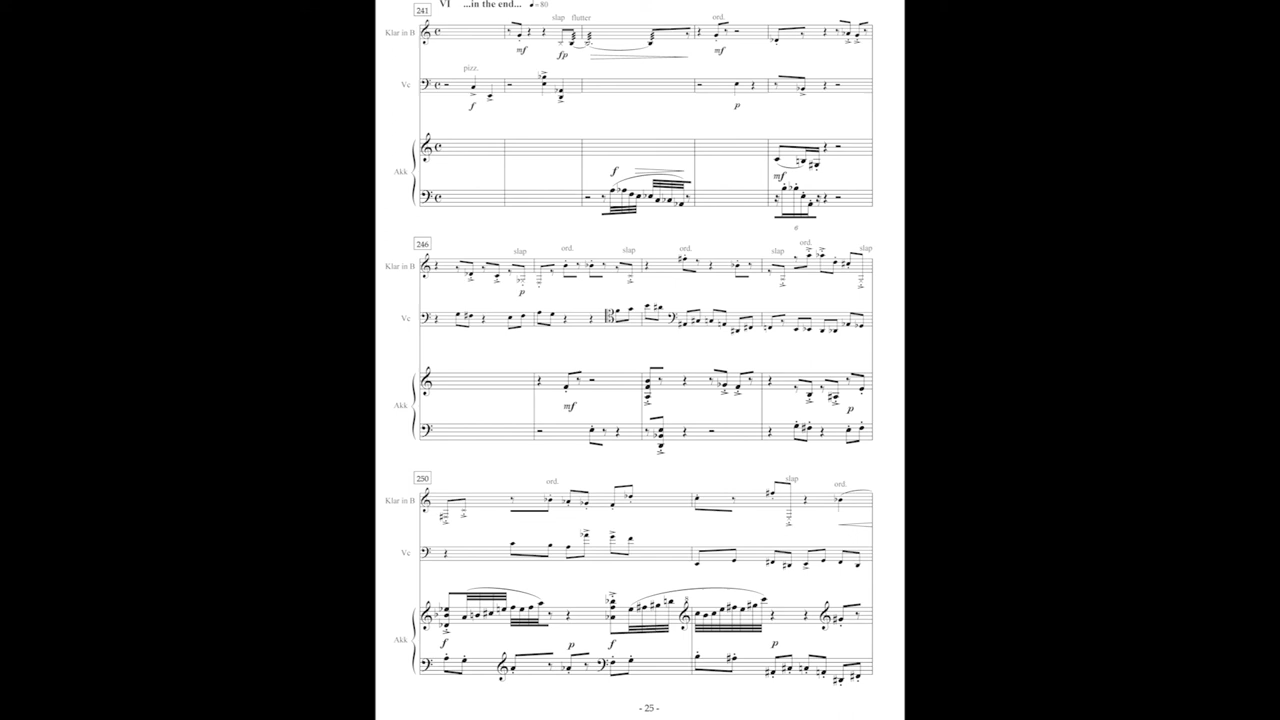 VI ...in the end... ♩=80
241
slap flutter ord.
Klar in B
mf fp mf
pizz.
Vc
f p
f mf
Akk
246
slap ord. slap ord. slap ord. slap
Klar in B
p
Vc
mf p
Akk
250
ord. slap ord.
Klar in B
Vc
f p f p
Akk
- 25 -